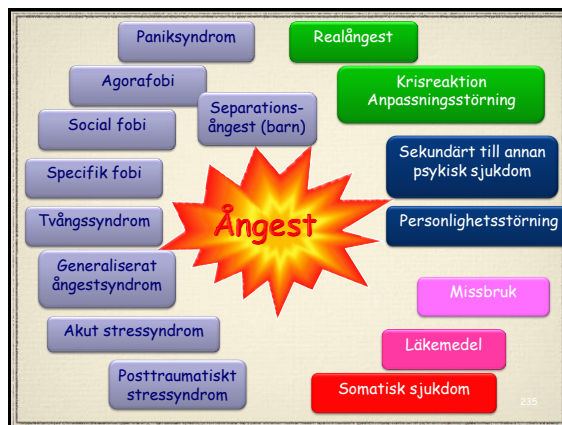 Paniksyndrom
Realångest
Agorafobi
Krisreaktion
Anpassningsstörning
Separations-
ångest (barn)
Social fobi
Sekundärt till annan
psykisk sjukdom
Specifik fobi
Ångest
Tvångssyndrom
Personlighetsstörning
Generaliserat
ångestsyndrom
Missbruk
Akut stressyndrom
Läkemedel
Posttraumatiskt
stressyndrom
Somatisk sjukdom
235